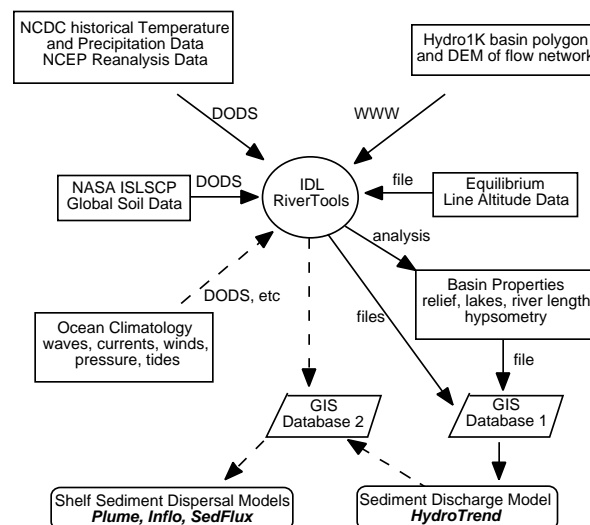 NCDC historical Temperature
and Precipitation Data
NCEP Reanalysis Data
Hydro1K basin polygon
and DEM of flow network
DODS
WWW
NASA ISLSCP
Global Soil Data
DODS
IDL
RiverTools
file
Equilibrium
Line Altitude Data
analysis
DODS, etc
Basin Properties
relief, lakes, river length
hypsometry
Ocean Climatology
waves, currents, winds,
pressure, tides
files
file
GIS
Database 2
GIS
Database 1
Shelf Sediment Dispersal Models
Plume, Inflo, SedFlux
Sediment Discharge Model
HydroTrend